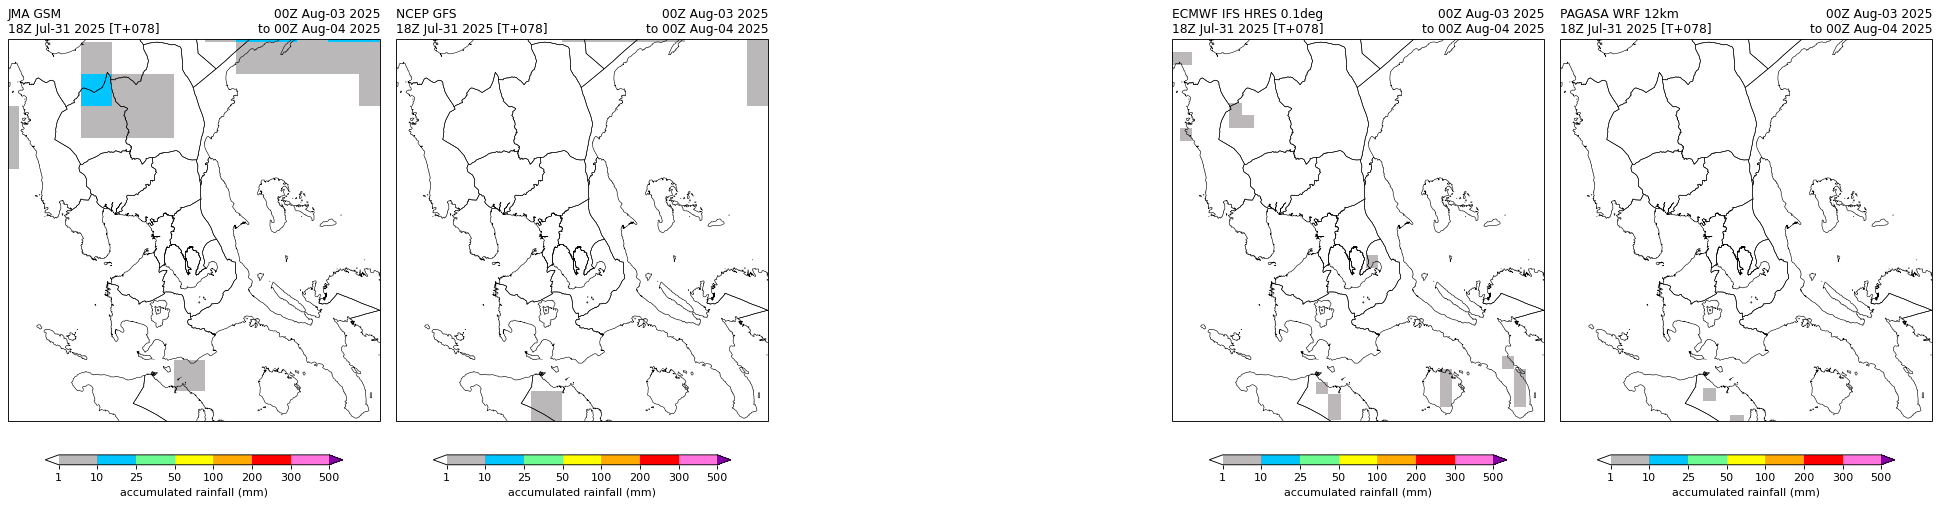 JMA GSM
00Z Aug-03 2025
18Z Jul-31 2025 [T+078]
to 00Z Aug-04 2025
NCEP GFS
00Z Aug-03 2025
18Z Jul-31 2025 [T+078]
to 00Z Aug-04 2025
ECMWF IFS HRES 0.1deg
00Z Aug-03 2025
18Z Jul-31 2025 [T+078]
to 00Z Aug-04 2025
PAGASA WRF 12km
00Z Aug-03 2025
18Z Jul-31 2025 [T+078]
to 00Z Aug-04 2025
1 10 25 50 100 200 300 500
accumulated rainfall (mm)
1 10 25 50 100 200 300 500
accumulated rainfall (mm)
1 10 25 50 100 200 300 500
accumulated rainfall (mm)
1 10 25 50 100 200 300 500
accumulated rainfall (mm)